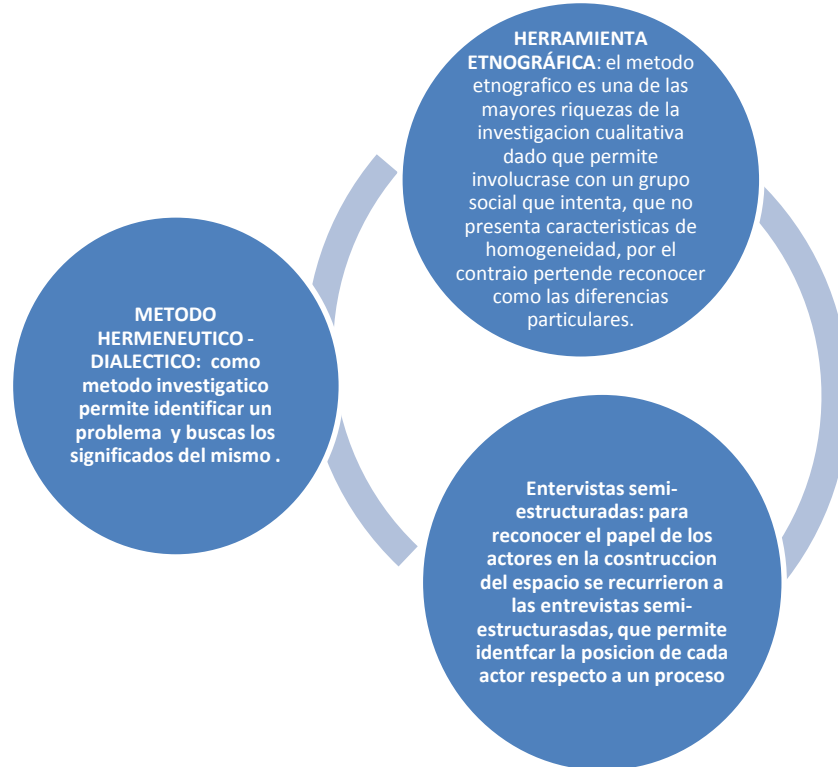 HERRAMIENTA
ETNOGRÁFICA: el metodo
etnografico es una de las
mayores riquezas de la
investigacion cualitativa
dado que permite
involucrase con un grupo
social que intenta, que no
presenta caracteristicas de
homogeneidad, por el
contraio pertende reconocer
como las diferencias
particulares.
METODO
HERMENEUTICO -
DIALECTICO: como
metodo investigatico
permite identificar un
problema y buscas los
significados del mismo .
Entervistas semi-
estructuradas: para
reconocer el papel de los
actores en la cosntruccion
del espacio se recurrieron a
las entrevistas semi-
estructurasdas, que permite
identfcar la posicion de cada
actor respecto a un proceso